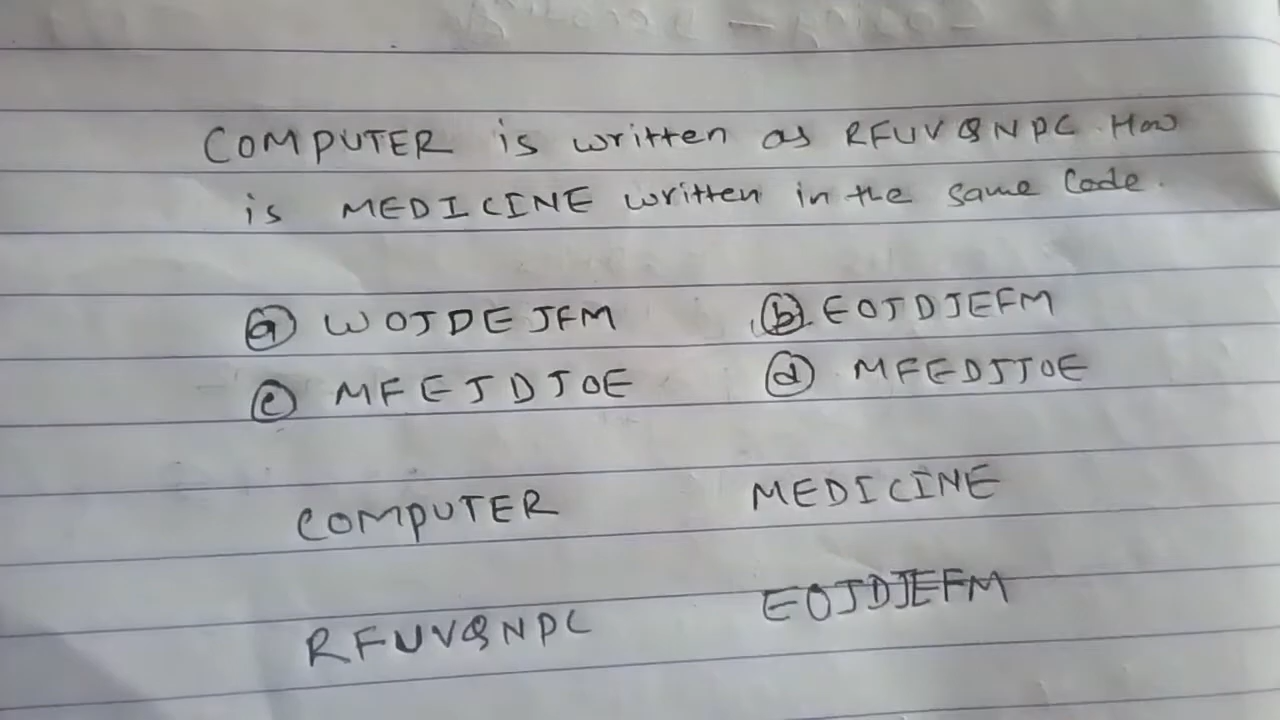 COMPUTER is written as RFUVQNPC. How
is MEDICINE written in the same Code.
(a) WOJDEJFM (b) EOJDJEFM
(c) MFEJDJOE (d) MFEDJJOE
COMPUTER MEDICINE
RFUVQNPC EOJDJEFM